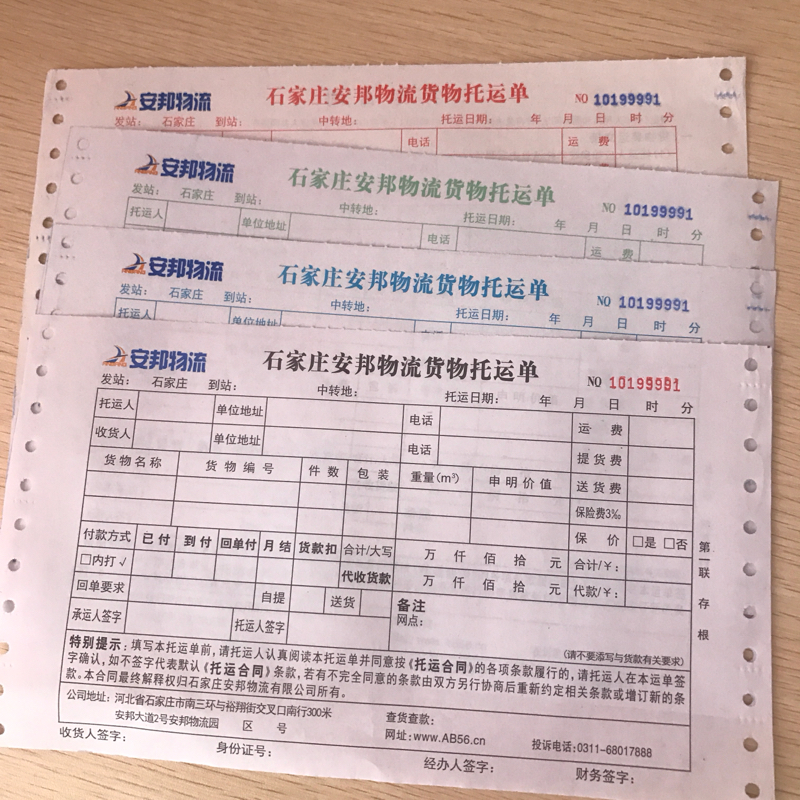 安邦物流 石家庄安邦物流货物托运单 NO 10199991
发站: 石家庄 到站: 中转地: 托运日期: 年 月 日 时 分
电话 运 费
安邦物流 石家庄安邦物流货物托运单 NO 10199991
发站: 石家庄 到站: 中转地: 托运日期: 年 月 日 时 分
托运人 单位地址 电话 运 费
安邦物流 石家庄安邦物流货物托运单 NO 10199991
发站: 石家庄 到站: 中转地: 托运日期: 年 月 日 时 分
托运人 单位地址
安邦物流 石家庄安邦物流货物托运单 NO 10199991
发站: 石家庄 到站: 中转地: 托运日期: 年 月 日 时 分
托运人 单位地址 电话 运 费
收货人 单位地址 电话 提货费
货物名称 货物编号 件数 包装 重量(m³) 申明价值 送货费
保险费3‰
保 价 □是 □否
付款方式 已付 到付 回单付 月结 货款扣 合计/大写 万 仟 佰 拾 元 合计/¥:
□内打√ 代收货款 万 仟 佰 拾 元 代款/¥:
回单要求 自提 送货 备注
网点:
承运人签字 托运人签字 (请不要添写与货款有关要求)
第一联 存根
特别提示: 填写本托运单前,请托运人认真阅读本托运单并同意按《托运合同》的各项条款履行的,请托运人在本运单签
字确认,如不签字代表默认《托运合同》条款,若有不完全同意的条款由双方另行协商后重新约定相关条款或增订新的条
款。本合同最终解释权归石家庄安邦物流有限公司所有。
公司地址: 河北省石家庄市南三环与裕翔街交叉口南行300米 查货查款:
安邦大道2号安邦物流园 区 号 网址: www.AB56.cn 投诉电话:0311-68017888
收货人签字: 身份证号: 经办人签字: 财务签字: